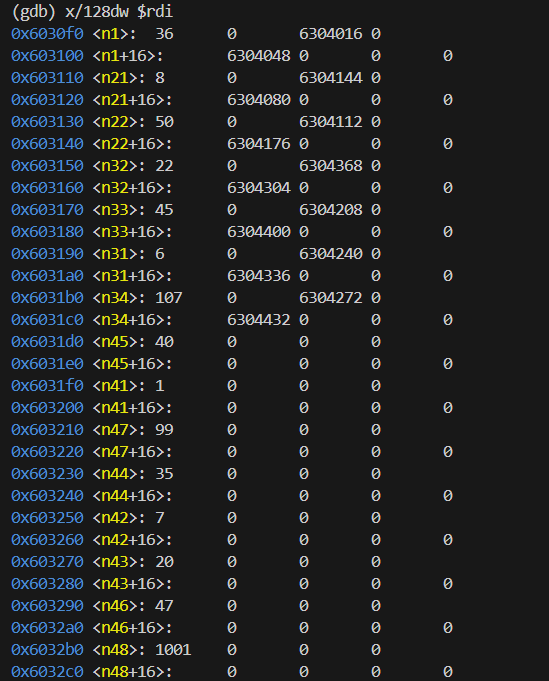 (gdb) x/128dw $rdi
0x6030f0 <n1>: 36 0 6304016 0
0x603100 <n1+16>: 6304048 0 0 0
0x603110 <n21>: 8 0 6304144 0
0x603120 <n21+16>: 6304080 0 0 0
0x603130 <n22>: 50 0 6304112 0
0x603140 <n22+16>: 6304176 0 0 0
0x603150 <n32>: 22 0 6304368 0
0x603160 <n32+16>: 6304304 0 0 0
0x603170 <n33>: 45 0 6304208 0
0x603180 <n33+16>: 6304400 0 0 0
0x603190 <n31>: 6 0 6304240 0
0x6031a0 <n31+16>: 6304336 0 0 0
0x6031b0 <n34>: 107 0 6304272 0
0x6031c0 <n34+16>: 6304432 0 0 0
0x6031d0 <n45>: 40 0 0 0
0x6031e0 <n45+16>: 0 0 0 0
0x6031f0 <n41>: 1 0 0 0
0x603200 <n41+16>: 0 0 0 0
0x603210 <n47>: 99 0 0 0
0x603220 <n47+16>: 0 0 0 0
0x603230 <n44>: 35 0 0 0
0x603240 <n44+16>: 0 0 0 0
0x603250 <n42>: 7 0 0 0
0x603260 <n42+16>: 0 0 0 0
0x603270 <n43>: 20 0 0 0
0x603280 <n43+16>: 0 0 0 0
0x603290 <n46>: 47 0 0 0
0x6032a0 <n46+16>: 0 0 0 0
0x6032b0 <n48>: 1001 0 0 0
0x6032c0 <n48+16>: 0 0 0 0